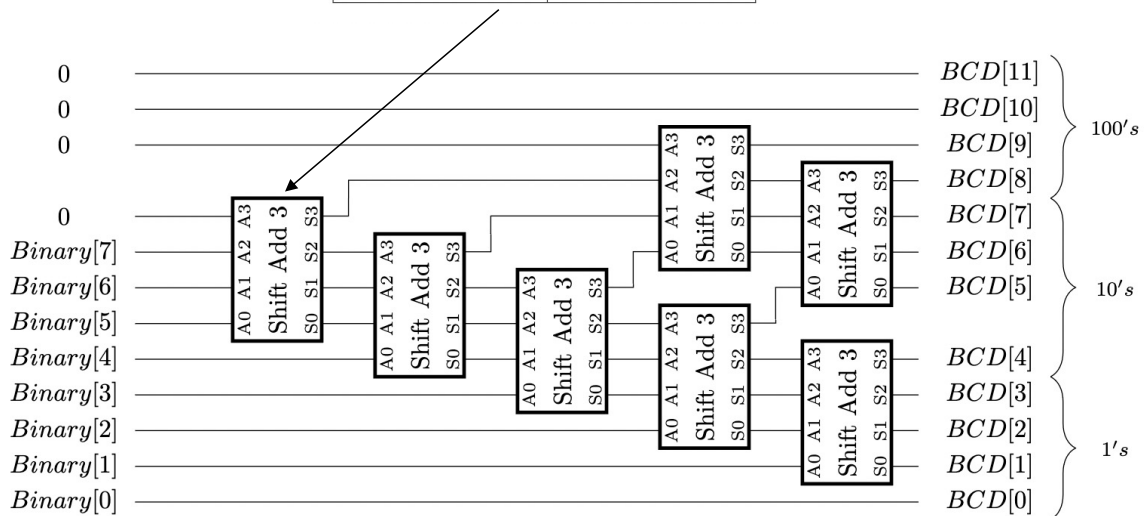 0 BCD[11]
0 BCD[10]
0 A3 S3 BCD[9]
100's
A2 S2 A3 S3 BCD[8]
0 A3 S3 A1 S1 A2 S2 BCD[7]
Binary[7] A2 S2 A3 S3 A0 S0 A1 S1 BCD[6]
Binary[6] A1 S1 A2 S2 A3 S3 A0 S0 BCD[5]
10's
Binary[5] A0 S0 A1 S1 A2 S2 A3 S3
Binary[4] A0 S0 A1 S1 A2 S2 A3 S3 BCD[4]
Binary[3] A0 S0 A1 S1 A2 S2 BCD[3]
Binary[2] A0 S0 A1 S1 BCD[2]
1's
Binary[1] A0 S0 BCD[1]
Binary[0] BCD[0]
Shift Add 3
Shift Add 3
Shift Add 3
Shift Add 3
Shift Add 3
Shift Add 3
Shift Add 3